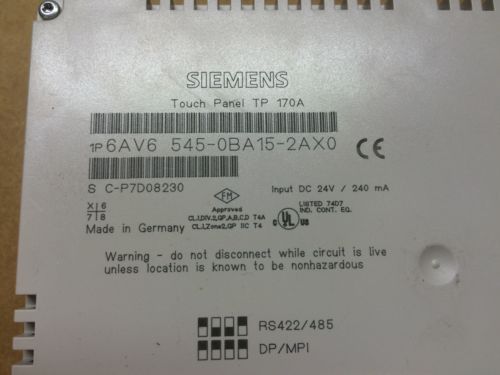 SIEMENS
Touch Panel TP 170A
1P 6AV6 545-0BA15-2AX0
CE
S C-P7D08230
FM
Input DC 24V / 240 mA
X 6
7 8
Approved
CL.I,DIV.2,GP.A,B,C,D T4A
CL.I,Zone2,GP IIC T4
C UL US
LISTED 74D7
IND. CONT. EQ.
Made in Germany
Warning - do not disconnect while circuit is live
unless location is known to be nonhazardous
RS422/485
DP/MPI